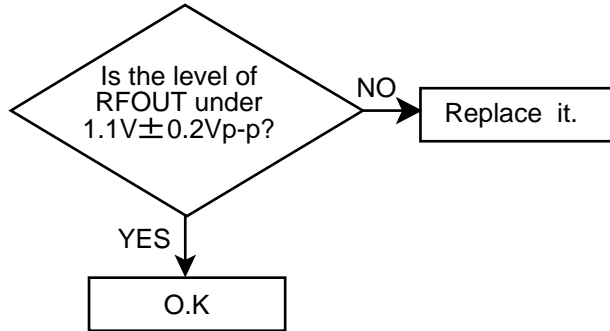 Is the level of
RFOUT under
1.1V±0.2Vp-p?
NO
Replace it.
YES
O.K